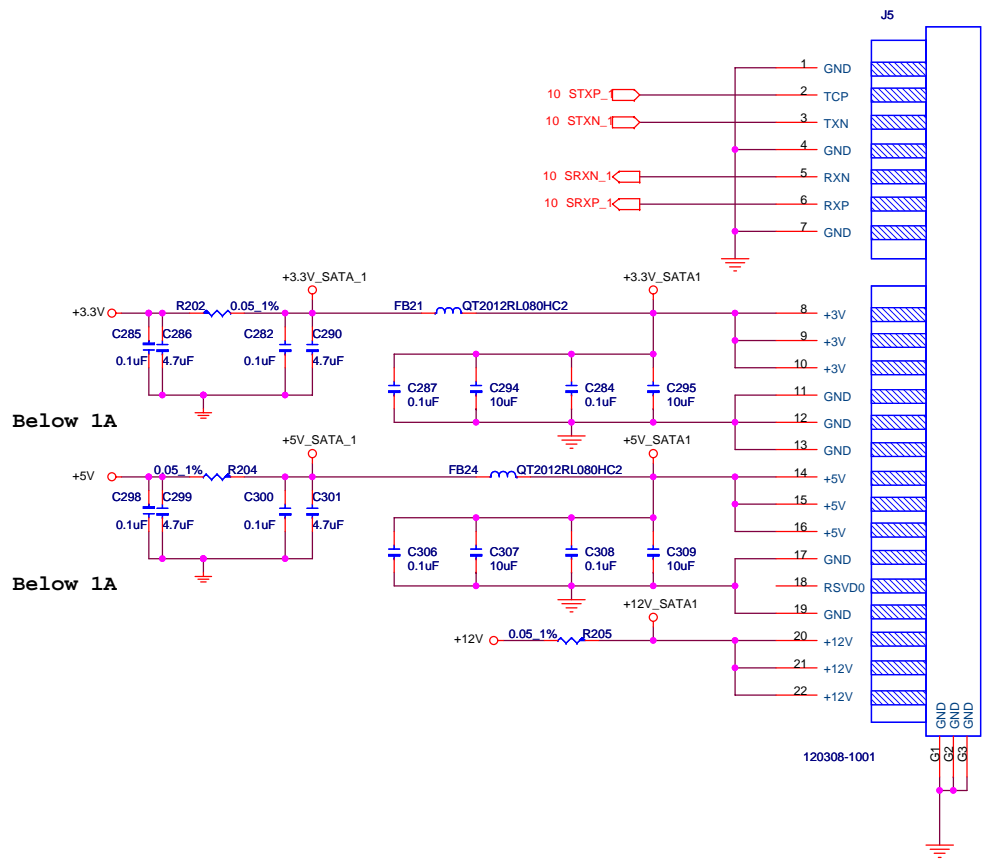 J5
1 GND
10 STXP_1 2 TCP
10 STXN_1 3 TXN
4 GND
10 SRXN_1 5 RXN
10 SRXP_1 6 RXP
7 GND
+3.3V_SATA_1 +3.3V_SATA1
+3.3V R202 0.05_1% FB21 QT2012RL080HC2 8 +3V
C285 C286 C282 C290 9 +3V
0.1uF 4.7uF 0.1uF 4.7uF 10 +3V
C287 C294 C284 C295 11 GND
0.1uF 10uF 0.1uF 10uF
Below 1A 12 GND
13 GND
+5V_SATA_1 +5V_SATA1
+5V 0.05_1% R204 FB24 QT2012RL080HC2 14 +5V
C298 C299 C300 C301 15 +5V
0.1uF 4.7uF 0.1uF 4.7uF 16 +5V
C306 C307 C308 C309 17 GND
0.1uF 10uF 0.1uF 10uF
Below 1A 18 RSVD0
+12V_SATA1 19 GND
+12V 0.05_1% R205 20 +12V
21 +12V
22 +12V
GND GND GND
120308-1001 G1 G2 G3